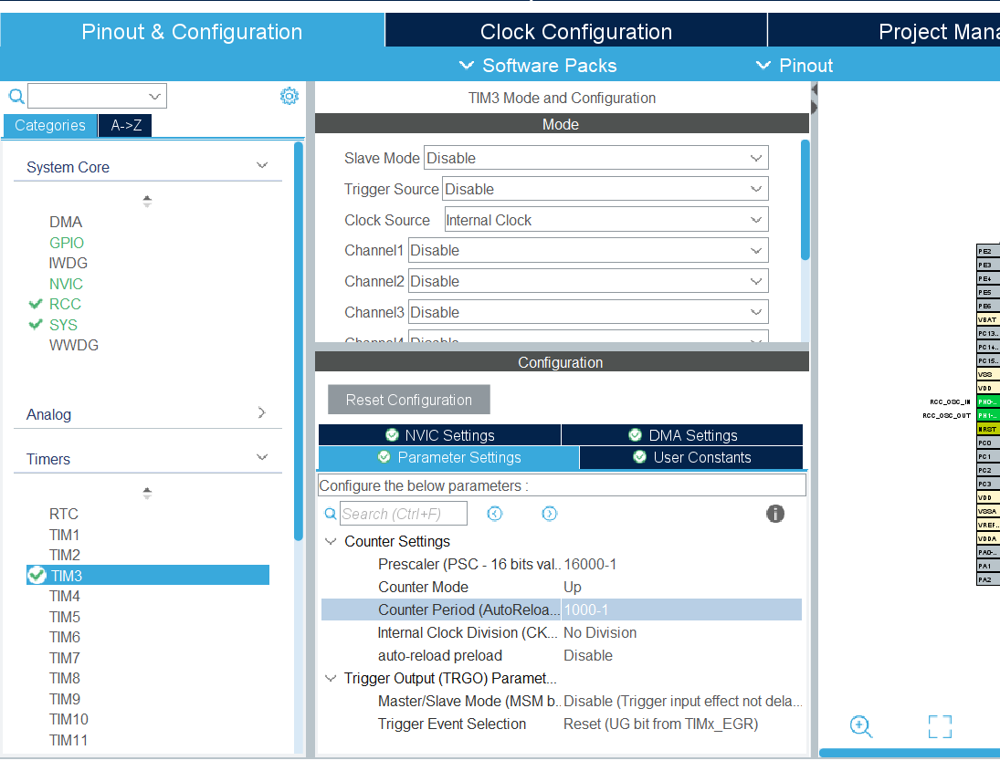 Pinout & Configuration
Clock Configuration
Project Mana
Software Packs
Pinout
Categories
A->Z
System Core
DMA
GPIO
IWDG
NVIC
RCC
SYS
WWDG
Analog
Timers
RTC
TIM1
TIM2
TIM3
TIM4
TIM5
TIM6
TIM7
TIM8
TIM9
TIM10
TIM11
TIM3 Mode and Configuration
Mode
Slave Mode Disable
Trigger Source Disable
Clock Source Internal Clock
Channel1 Disable
Channel2 Disable
Channel3 Disable
Channel4 Disable
Configuration
Reset Configuration
NVIC Settings
DMA Settings
Parameter Settings
User Constants
Configure the below parameters :
Search (Ctrl+F)
Counter Settings
Prescaler (PSC - 16 bits val.. 16000-1
Counter Mode Up
Counter Period (AutoReloa... 1000-1
Internal Clock Division (CK... No Division
auto-reload preload Disable
Trigger Output (TRGO) Paramet...
Master/Slave Mode (MSM b.. Disable (Trigger input effect not dela...
Trigger Event Selection Reset (UG bit from TIMx_EGR)
PE2
PE3
PE4
PE5
PE6
VBAT
PC13..
PC14..
PC15..
VSS
VDD
RCC_OSC_IN PH0-..
RCC_OSC_OUT PH1-..
NRST
PC0
PC1
PC2
PC3
VDD
VSSA
VREF..
VDDA
PA0-..
PA1
PA2